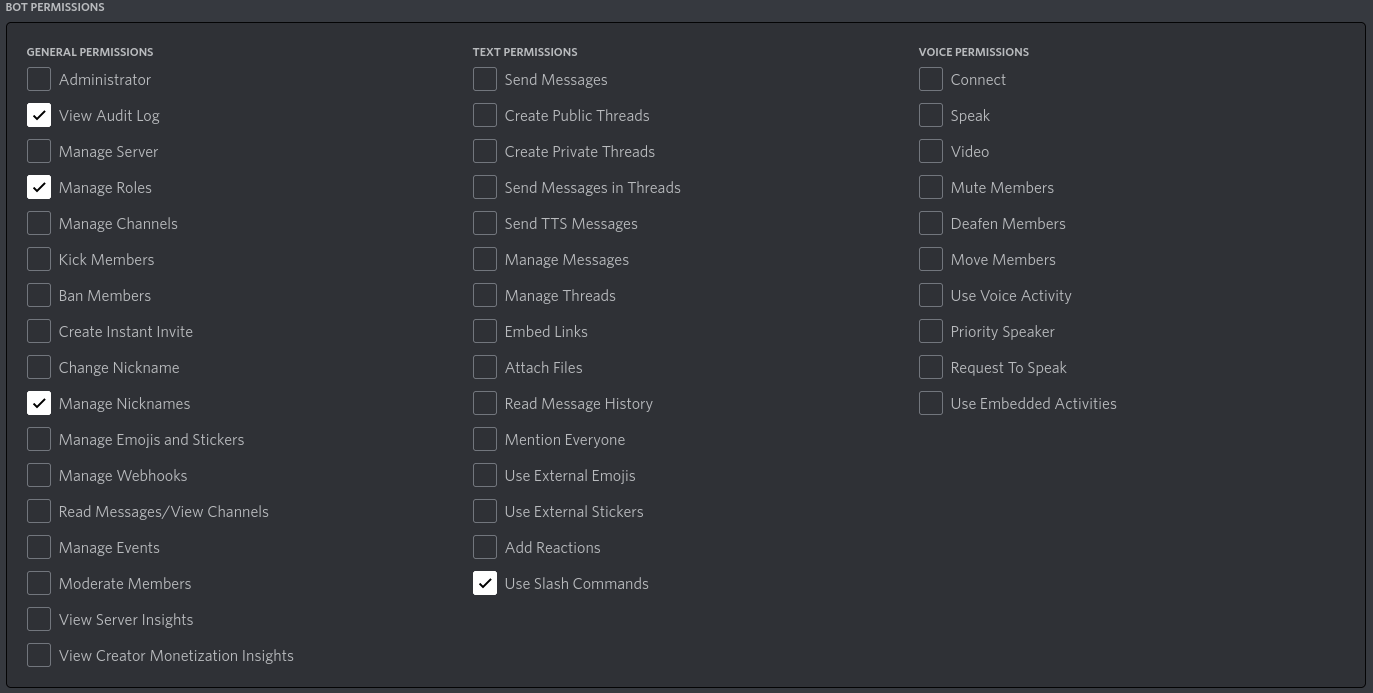 BOT PERMISSIONS
GENERAL PERMISSIONS
Administrator
View Audit Log
Manage Server
Manage Roles
Manage Channels
Kick Members
Ban Members
Create Instant Invite
Change Nickname
Manage Nicknames
Manage Emojis and Stickers
Manage Webhooks
Read Messages/View Channels
Manage Events
Moderate Members
View Server Insights
View Creator Monetization Insights
TEXT PERMISSIONS
Send Messages
Create Public Threads
Create Private Threads
Send Messages in Threads
Send TTS Messages
Manage Messages
Manage Threads
Embed Links
Attach Files
Read Message History
Mention Everyone
Use External Emojis
Use External Stickers
Add Reactions
Use Slash Commands
VOICE PERMISSIONS
Connect
Speak
Video
Mute Members
Deafen Members
Move Members
Use Voice Activity
Priority Speaker
Request To Speak
Use Embedded Activities